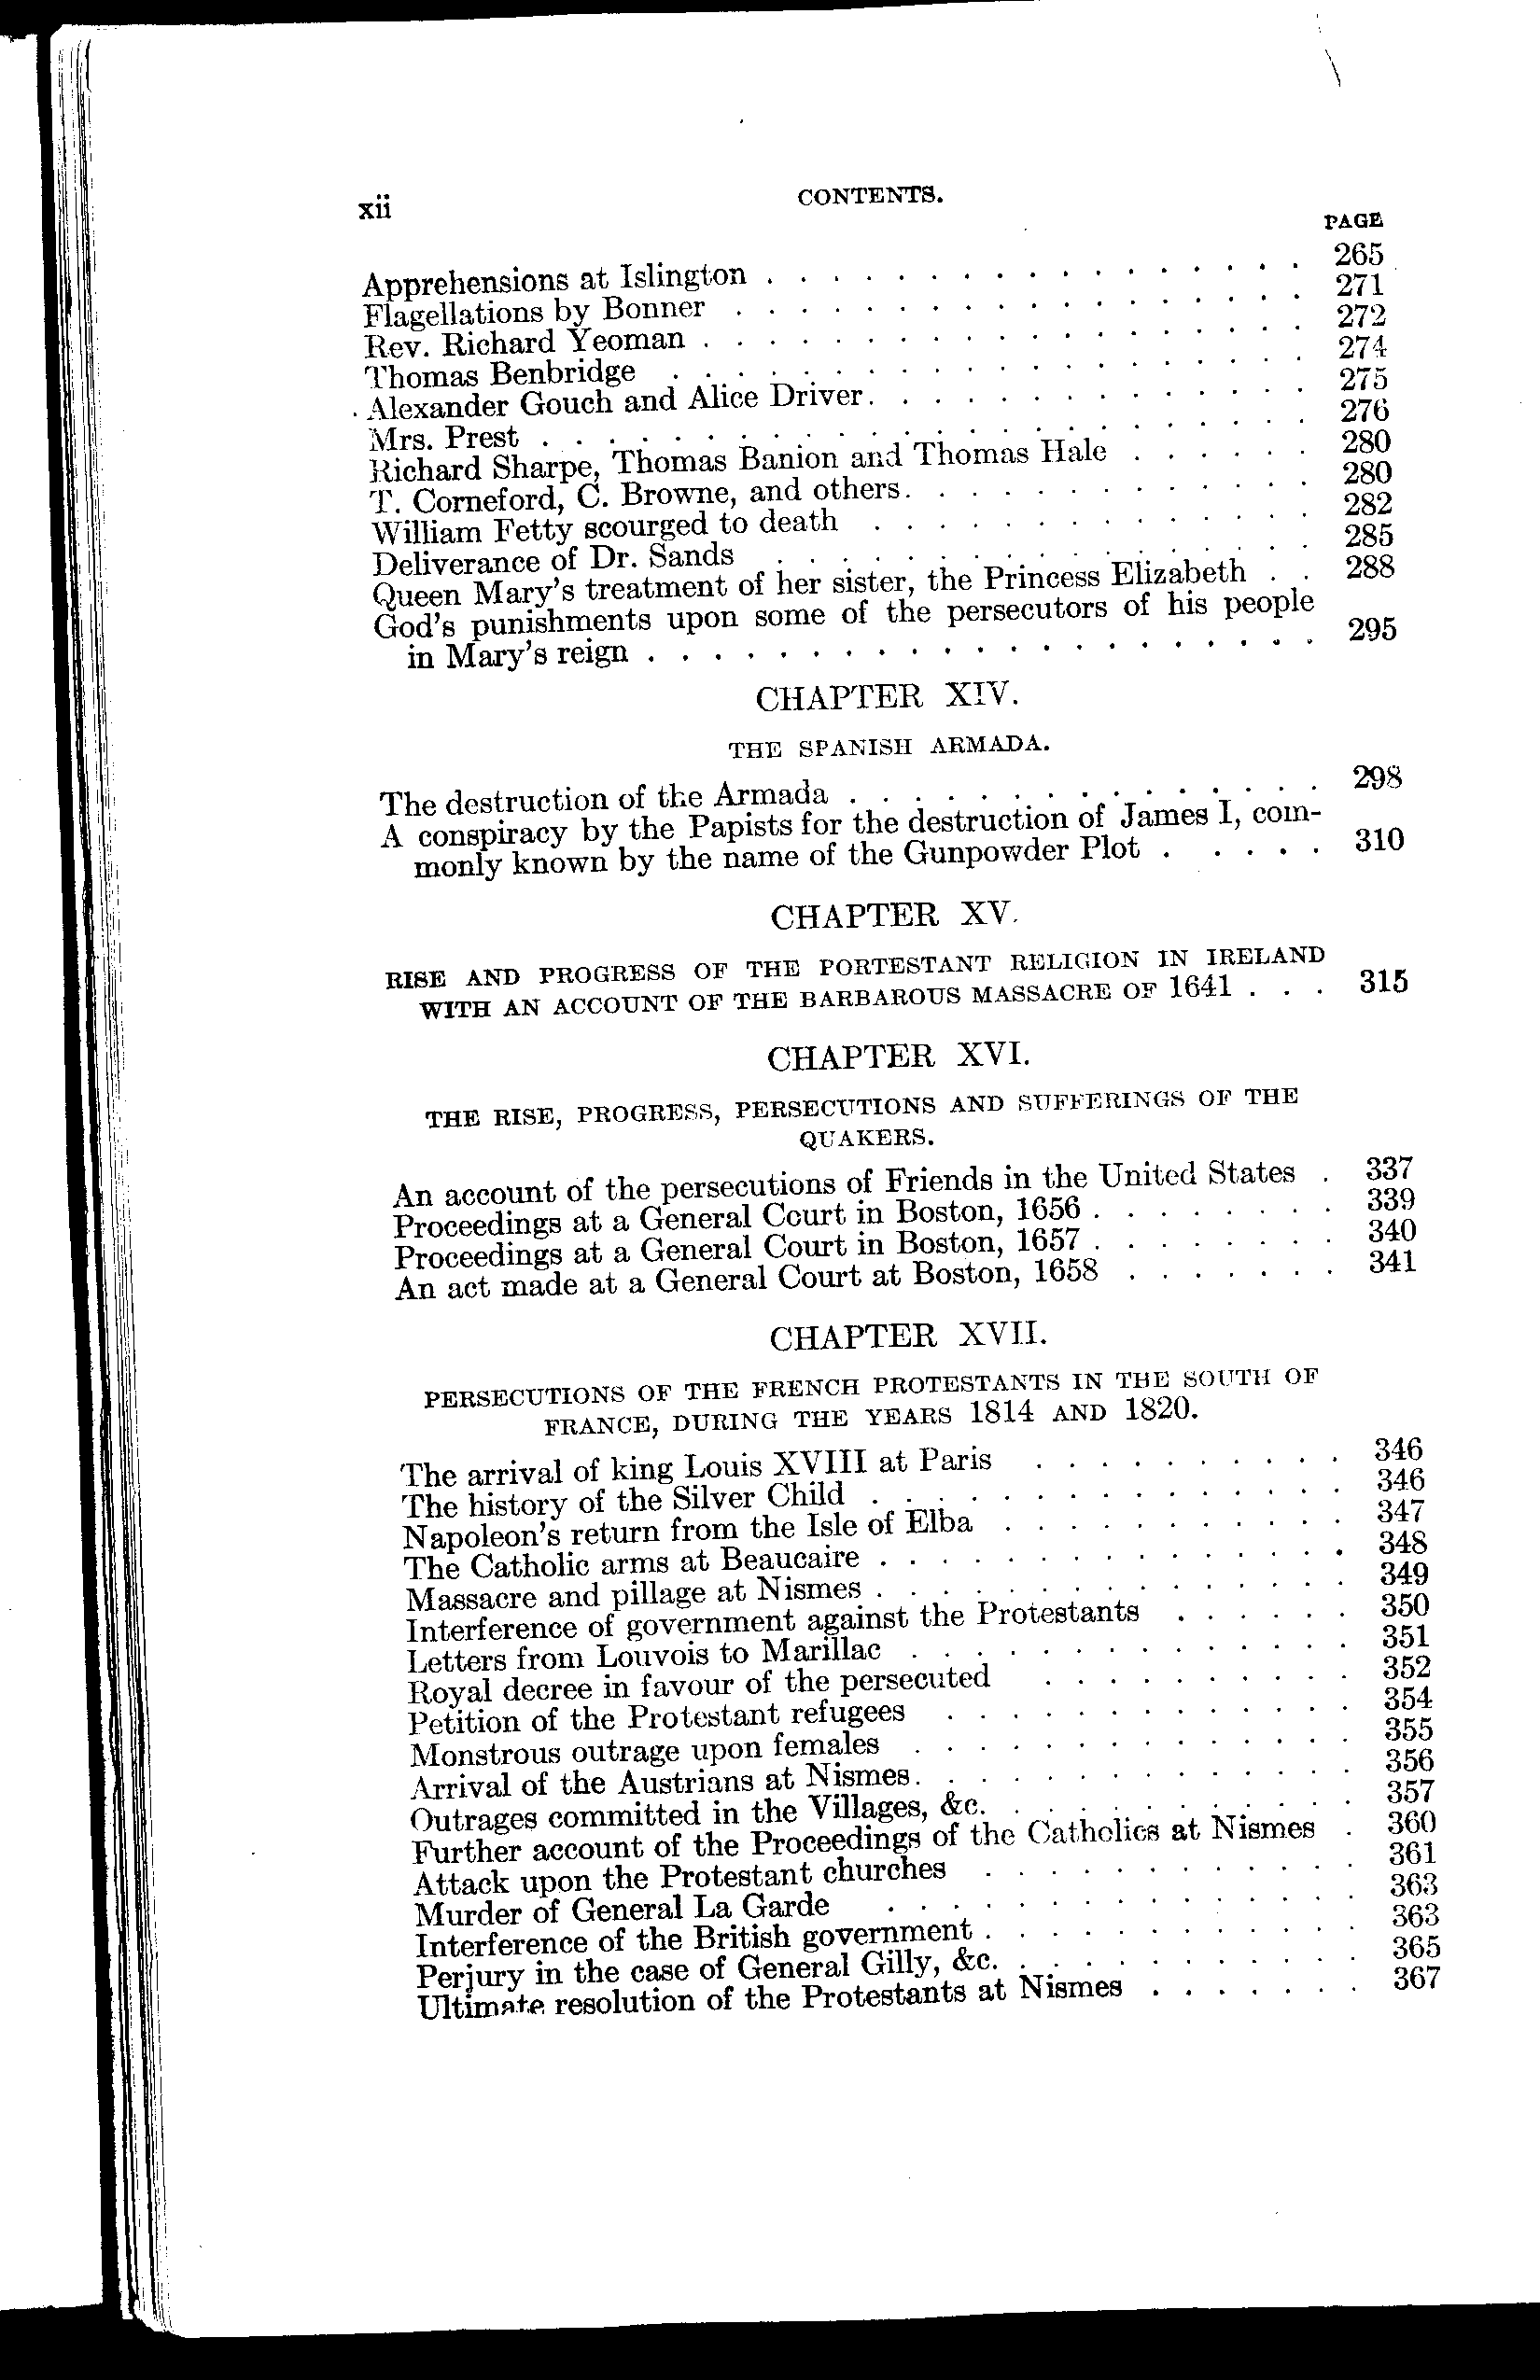 xii
CONTENTS.
PAGE
Apprehensions at Islington . . . . . . . . . . . . . . . . . 265
Flagellations by Bonner . . . . . . . . . . . . . . . . . . 271
Rev. Richard Yeoman . . . . . . . . . . . . . . . . . . . 272
Thomas Benbridge . . . . . . . . . . . . . . . . . . . . 274
Alexander Gouch and Alice Driver. . . . . . . . . . . . . . 275
Mrs. Prest . . . . . . . . . . . . . . . . . . . . . . . . 276
Richard Sharpe, Thomas Banion and Thomas Hale . . . . . . 280
T. Corneford, C. Browne, and others. . . . . . . . . . . . . 280
William Fetty scourged to death . . . . . . . . . . . . . . 282
Deliverance of Dr. Sands . . . . . . . . . . . . . . . . . 285
Queen Mary's treatment of her sister, the Princess Elizabeth . . 288
God's punishments upon some of the persecutors of his people
in Mary's reign . . . . . . . . . . . . . . . . . . . . . 295
CHAPTER XIV.
THE SPANISH ARMADA.
The destruction of the Armada . . . . . . . . . . . . . . . 298
A conspiracy by the Papists for the destruction of James I, com-
monly known by the name of the Gunpowder Plot . . . . . 310
CHAPTER XV.
RISE AND PROGRESS OF THE PORTESTANT RELIGION IN IRELAND
WITH AN ACCOUNT OF THE BARBAROUS MASSACRE OF 1641 . . . 315
CHAPTER XVI.
THE RISE, PROGRESS, PERSECUTIONS AND SUFFERINGS OF THE
QUAKERS.
An account of the persecutions of Friends in the United States . 337
Proceedings at a General Court in Boston, 1656 . . . . . . . . 339
Proceedings at a General Court in Boston, 1657 . . . . . . . . 340
An act made at a General Court at Boston, 1658 . . . . . . . 341
CHAPTER XVII.
PERSECUTIONS OF THE FRENCH PROTESTANTS IN THE SOUTH OF
FRANCE, DURING THE YEARS 1814 AND 1820.
The arrival of king Louis XVIII at Paris . . . . . . . . . . 346
The history of the Silver Child . . . . . . . . . . . . . . . 346
Napoleon's return from the Isle of Elba . . . . . . . . . . . 347
The Catholic arms at Beaucaire . . . . . . . . . . . . . . . 348
Massacre and pillage at Nismes . . . . . . . . . . . . . . . 349
Interference of government against the Protestants . . . . . . 350
Letters from Louvois to Marillac . . . . . . . . . . . . . . 351
Royal decree in favour of the persecuted . . . . . . . . . . 352
Petition of the Protestant refugees . . . . . . . . . . . . . 354
Monstrous outrage upon females . . . . . . . . . . . . . . 355
Arrival of the Austrians at Nismes. . . . . . . . . . . . . . 356
Outrages committed in the Villages, &c. . . . . . . . . . . . 357
Further account of the Proceedings of the Catholics at Nismes . 360
Attack upon the Protestant churches . . . . . . . . . . . . 361
Murder of General La Garde . . . . . . . . . . . . . . . 363
Interference of the British government . . . . . . . . . . . . 363
Perjury in the case of General Gilly, &c. . . . . . . . . . . . 365
Ultimate resolution of the Protestants at Nismes . . . . . . . 367